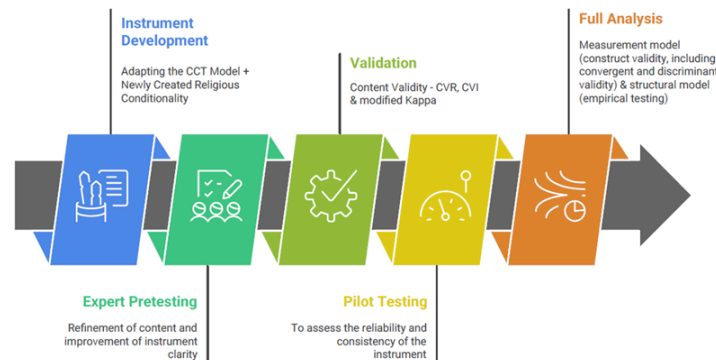 Instrument
Development
Adapting the CCT Model +
Newly Created Religious
Conditionality
Expert Pretesting
Refinement of content and
improvement of instrument
clarity
Validation
Content Validity - CVR, CVI
& modified Kappa
Pilot Testing
To assess the reliability and
consistency of the
instrument
Full Analysis
Measurement model
(construct validity, including
convergent and discriminant
validity) & structural model
(empirical testing)